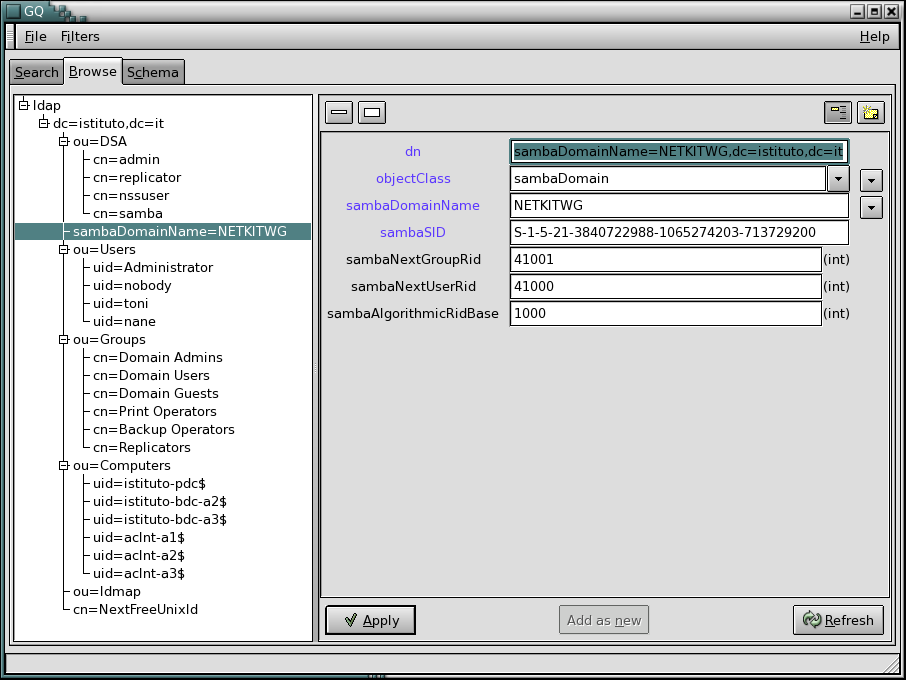 GQ
File Filters Help
Search Browse Schema
ldap
dc=istituto,dc=it
ou=DSA
cn=admin
cn=replicator
cn=nssuser
cn=samba
sambaDomainName=NETKITWG
ou=Users
uid=Administrator
uid=nobody
uid=toni
uid=nane
ou=Groups
cn=Domain Admins
cn=Domain Users
cn=Domain Guests
cn=Print Operators
cn=Backup Operators
cn=Replicators
ou=Computers
uid=istituto-pdc$
uid=istituto-bdc-a2$
uid=istituto-bdc-a3$
uid=aclnt-a1$
uid=aclnt-a2$
uid=aclnt-a3$
ou=Idmap
cn=NextFreeUnixId
dn sambaDomainName=NETKITWG,dc=istituto,dc=it
objectClass sambaDomain
sambaDomainName NETKITWG
sambaSID S-1-5-21-3840722988-1065274203-713729200
sambaNextGroupRid 41001 (int)
sambaNextUserRid 41000 (int)
sambaAlgorithmicRidBase 1000 (int)
Apply Add as new Refresh